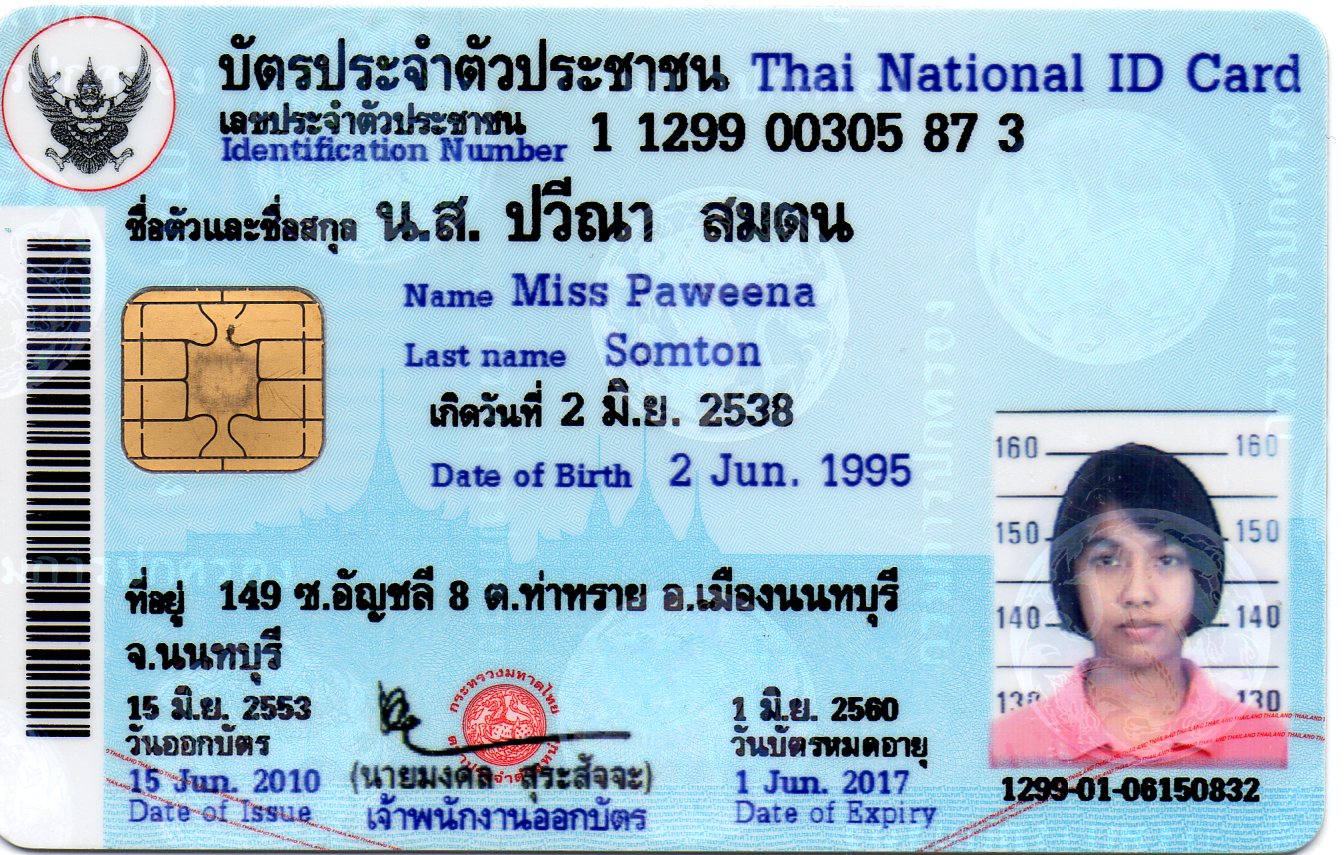 บัตรประจำตัวประชาชน Thai National ID Card
เลขประจำตัวประชาชน
Identification Number 1 1299 00305 87 3
ชื่อตัวและชื่อสกุล น.ส. ปวีณา สมตน
Name Miss Paweena
Last name Somton
เกิดวันที่ 2 มิ.ย. 2538
Date of Birth 2 Jun. 1995
160 160
150 150
140 140
130 130
ที่อยู่ 149 ซ.อัญชลี 8 ต.ท่าทราย อ.เมืองนนทบุรี
จ.นนทบุรี
15 มิ.ย. 2553
วันออกบัตร
15 Jun. 2010
Date of Issue
กระทรวงมหาดไทย
(นายมงคล สุระสัจจะ)
เจ้าพนักงานออกบัตร
1 มิ.ย. 2560
วันบัตรหมดอายุ
1 Jun. 2017
Date of Expiry
1299-01-06150832